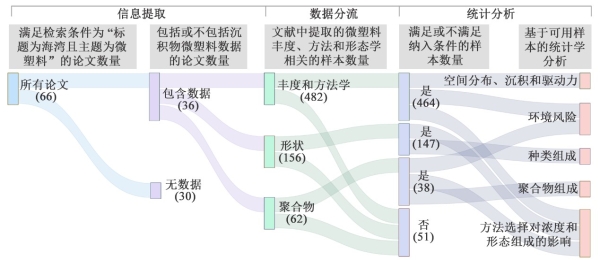 信息提取
数据分流
统计分析
满足检索条件为“标
题为海湾且主题为微
塑料”的论文数量
包括或不包括沉
积物微塑料数据
的论文数量
文献中提取的微塑料
丰度、方法和形态学
相关的样本数量
满足或不满足
纳入条件的样
本数量
基于可用样
本的统计学
分析
所有论文
(66)
包含数据
(36)
无数据
(30)
丰度和方法学
(482)
形状
(156)
聚合物
(62)
是
(464)
是
(147)
是
(38)
否
(51)
空间分布、沉积和驱动力
环境风险
种类组成
聚合物组成
方法选择对浓度和
形态组成的影响